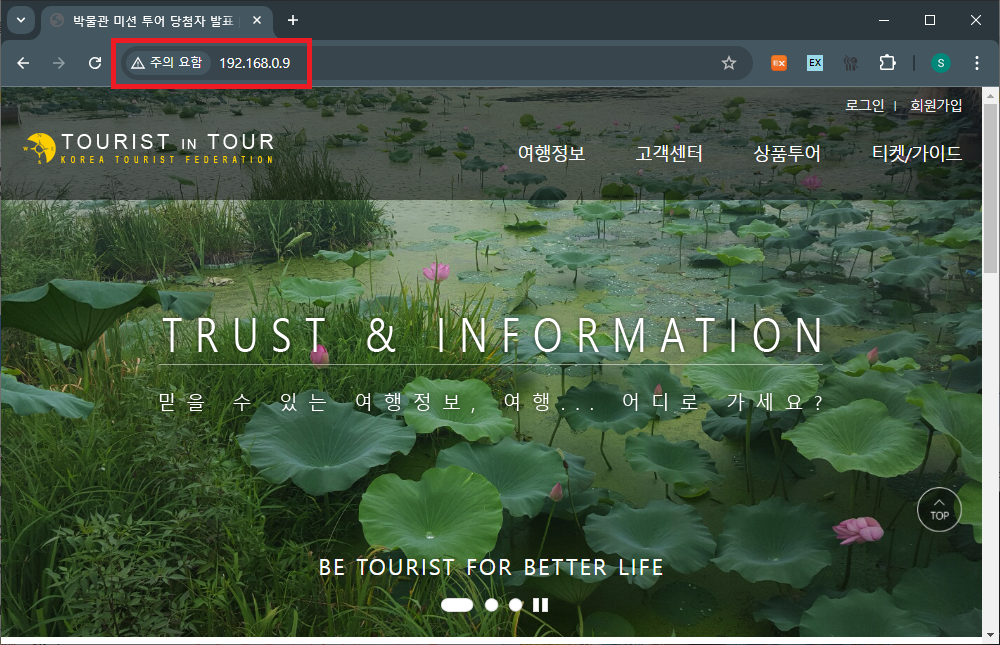 박물관 미션 투어 당첨자 발표
주의 요함 192.168.0.9
EX
S
로그인 | 회원가입
TOURIST IN TOUR
KOREA TOURIST FEDERATION
여행정보 고객센터 상품투어 티켓/가이드
TRUST & INFORMATION
믿을 수 있는 여행정보, 여행... 어디로 가세요?
TOP
BE TOURIST FOR BETTER LIFE